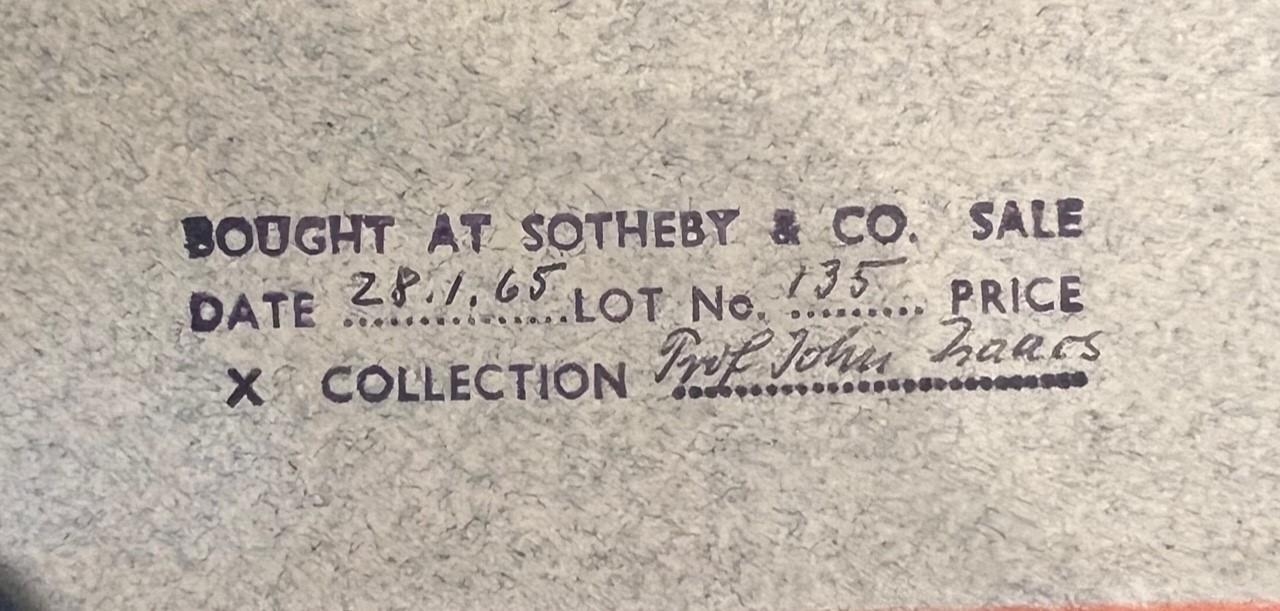 BOUGHT AT SOTHEBY & CO. SALE
DATE 28.1.65 LOT No. 135 PRICE
X COLLECTION Prof John Isaacs